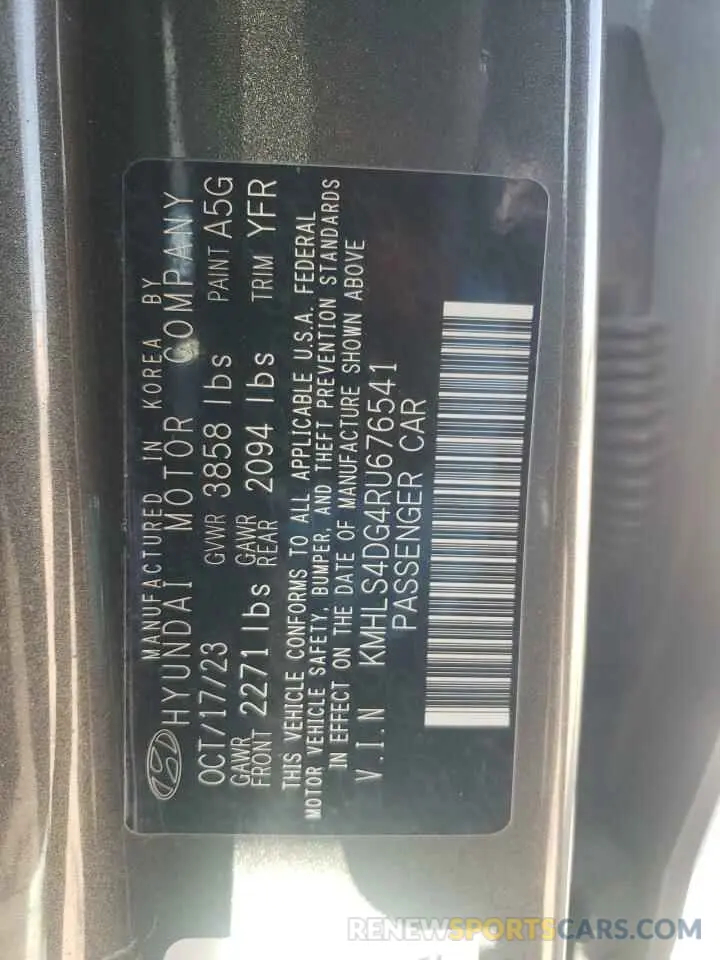 MANUFACTURED IN KOREA BY
HYUNDAI MOTOR COMPANY
OCT/17/23 GVWR 3858 lbs PAINT A5G
GAWR FRONT 2271 lbs GAWR REAR 2094 lbs TRIM YFR
THIS VEHICLE CONFORMS TO ALL APPLICABLE U.S.A. FEDERAL
MOTOR VEHICLE SAFETY, BUMPER, AND THEFT PREVENTION STANDARDS
IN EFFECT ON THE DATE OF MANUFACTURE SHOWN ABOVE
V.I.N KMHLS4DG4RU676541
PASSENGER CAR
RENEWSPORTSCARS.COM